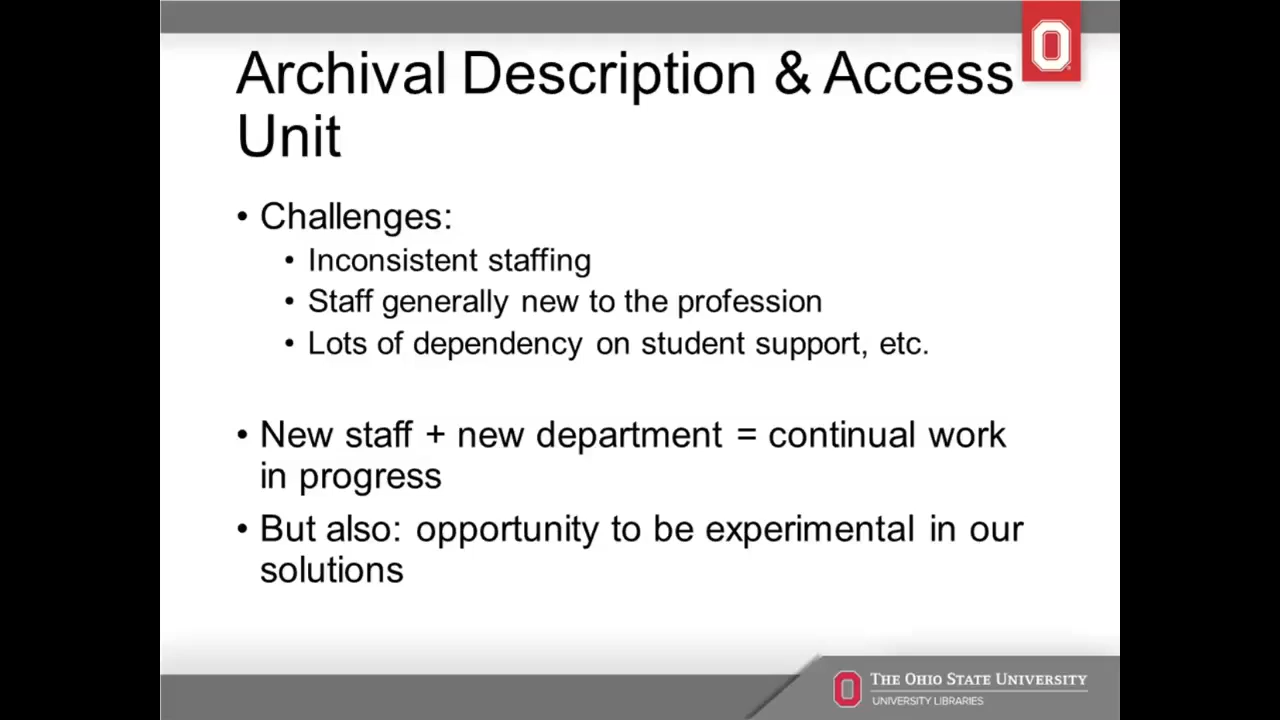 Archival Description & Access
Unit
• Challenges:
• Inconsistent staffing
• Staff generally new to the profession
• Lots of dependency on student support, etc.
• New staff + new department = continual work
in progress
• But also: opportunity to be experimental in our
solutions
THE OHIO STATE UNIVERSITY
UNIVERSITY LIBRARIES